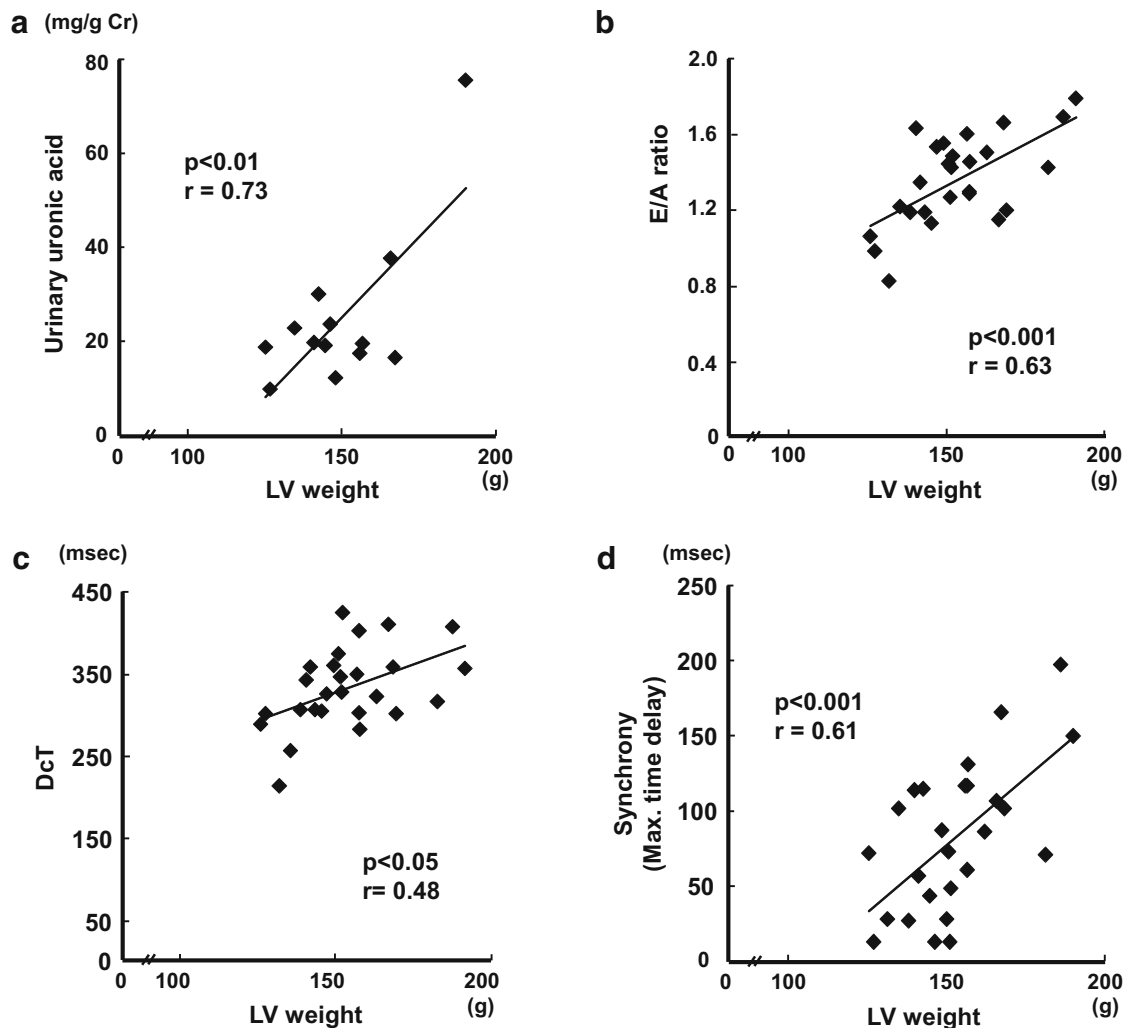 a (mg/g Cr)
80
60
40
20
0
Urinary uronic acid
p<0.01
r = 0.73
0 100 150 200
LV weight (g)
b
2.0
1.6
1.2
0.8
0.4
0
E/A ratio
p<0.001
r = 0.63
0 100 150 200
LV weight (g)
c (msec)
450
350
250
150
50
0
DcT
p<0.05
r= 0.48
0 100 150 200
LV weight (g)
d (msec)
250
200
150
100
50
0
Synchrony
(Max. time delay)
p<0.001
r = 0.61
0 100 150 200
LV weight (g)